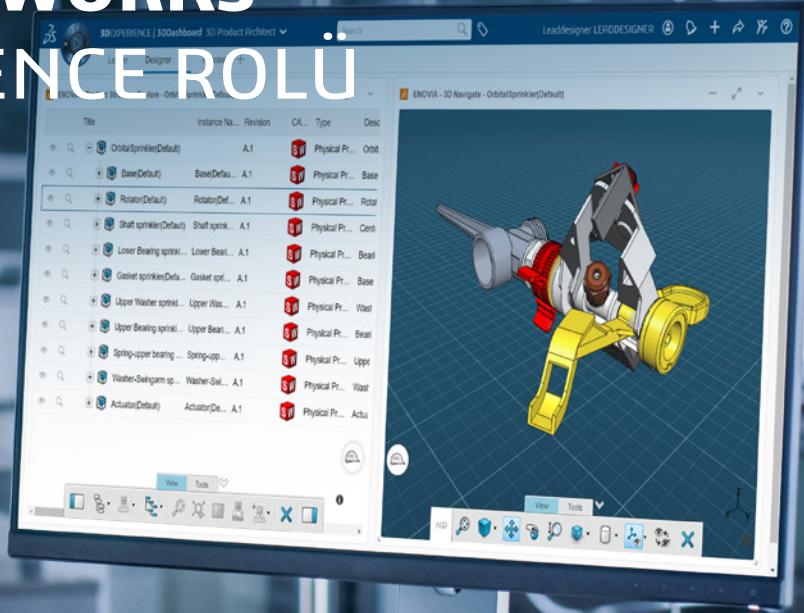 WORKS
ENCE ROLÜ
3DEXPERIENCE | 3DDashboard 3D Product Architect
Search
Leaddesigner LEADDESIGNER
Designer
ENOVIA - 3D Navigate - OrbitalSprinkler(Default)
Title Instance Na... Revision CA... Type Desc
OrbitalSprinkler(Default) A.1 Physical Pr... Orbit
Base(Default) Base(Defau... A.1 Physical Pr... Base
Rotator(Default) Rotator(Def... A.1 Physical Pr... Rotat
Shaft sprinkler(Default) Shaft sprink... A.1 Physical Pr... Cent
Lower Bearing sprinkl... Lower Beari... A.1 Physical Pr... Beari
Gasket sprinkler(Defa... Gasket spri... A.1 Physical Pr... Base
Upper Washer sprinkl... Upper Was... A.1 Physical Pr... Wash
Upper Bearing sprinkl... Upper Beari... A.1 Physical Pr... Beari
Spring-upper bearing ... Spring-upp... A.1 Physical Pr... Uppe
Washer-Swingarm sp... Washer-Swi... A.1 Physical Pr... Wash
Actuator(Default) Actuator(De... A.1 Physical Pr... Actua
View Tools
View Tools
HD